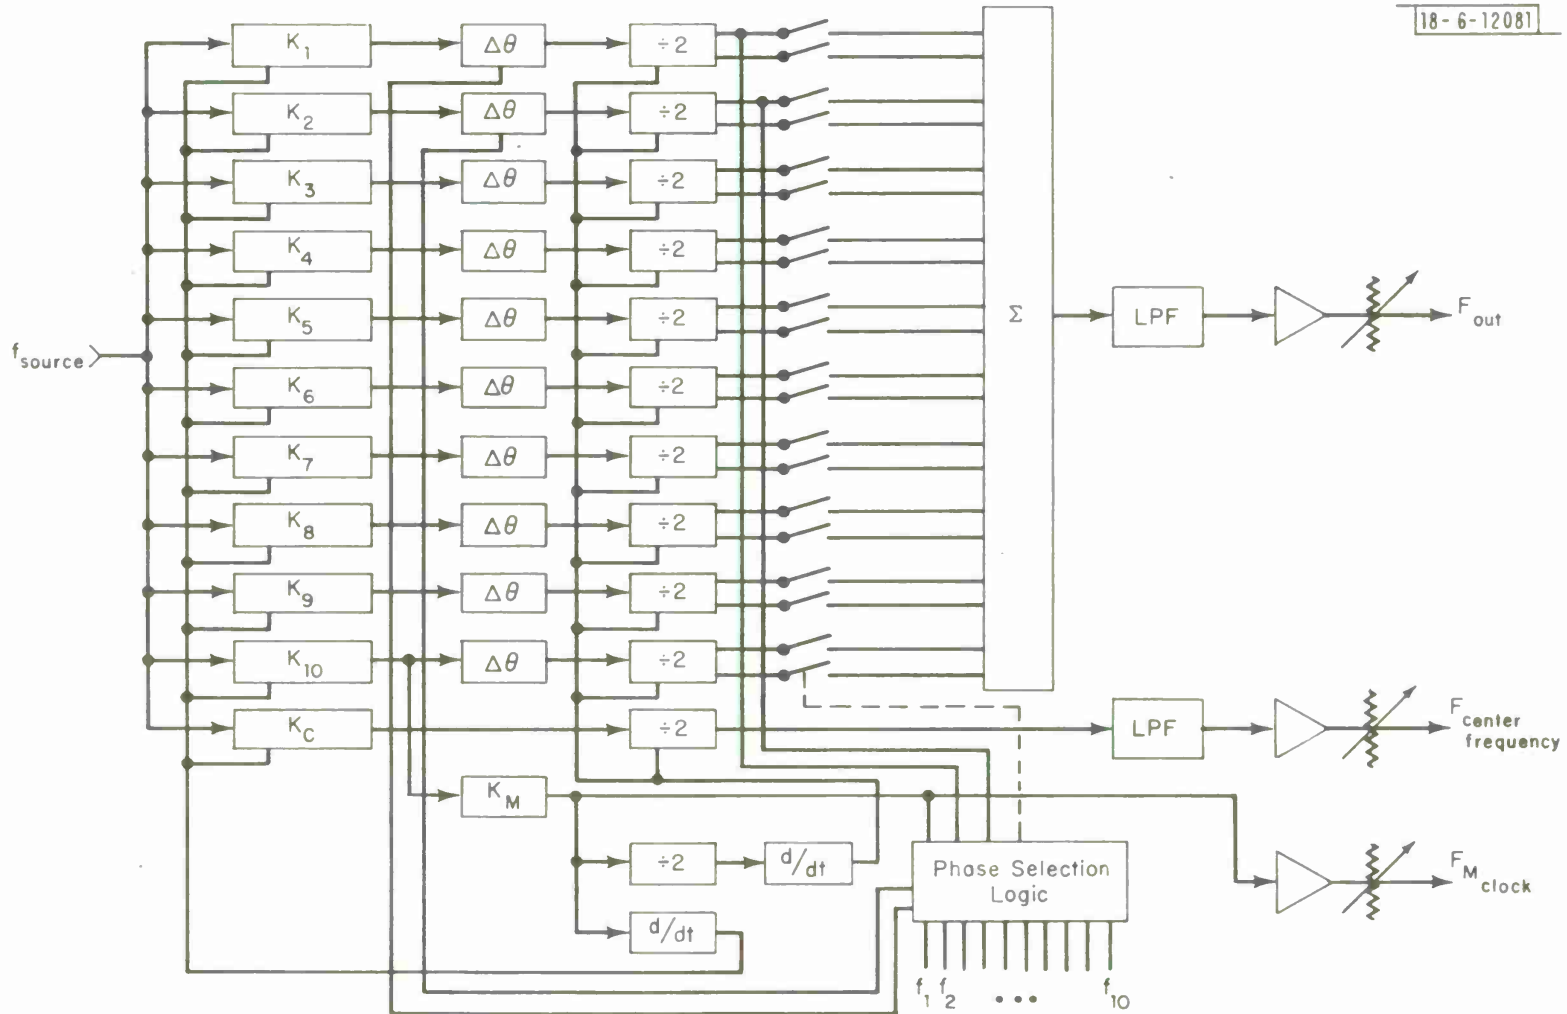 18-6-12081
K1 Δθ ÷2
K2 Δθ ÷2
K3 Δθ ÷2
K4 Δθ ÷2
K5 Δθ ÷2
K6 Δθ ÷2
K7 Δθ ÷2
K8 Δθ ÷2
K9 Δθ ÷2
K10 Δθ ÷2
KC ÷2
fsource
Σ
LPF
Fout
LPF
Fcenter
frequency
KM
÷2 d/dt
d/dt
Phase Selection
Logic
FM clock
f1 f2 ••• f10